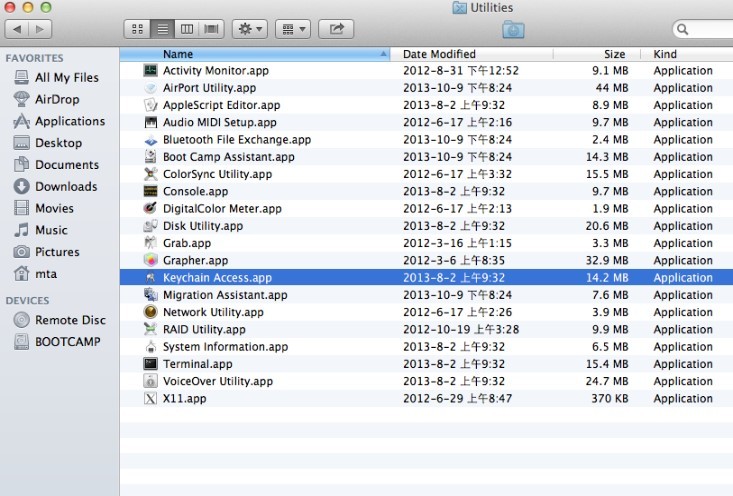 Utilities
FAVORITES
All My Files
AirDrop
Applications
Desktop
Documents
Downloads
Movies
Music
Pictures
mta
DEVICES
Remote Disc
BOOTCAMP
Name Date Modified Size Kind
Activity Monitor.app 2012-8-31 下午12:52 9.1 MB Application
AirPort Utility.app 2013-10-9 下午8:24 44 MB Application
AppleScript Editor.app 2013-8-2 上午9:32 8.9 MB Application
Audio MIDI Setup.app 2012-6-17 上午2:16 9.7 MB Application
Bluetooth File Exchange.app 2013-10-9 下午8:24 2.4 MB Application
Boot Camp Assistant.app 2013-10-9 下午8:24 14.3 MB Application
ColorSync Utility.app 2012-6-17 上午3:32 15.5 MB Application
Console.app 2013-8-2 上午9:32 9.7 MB Application
DigitalColor Meter.app 2012-6-17 上午2:13 1.9 MB Application
Disk Utility.app 2013-8-2 上午9:32 20.6 MB Application
Grab.app 2012-3-16 上午1:15 3.3 MB Application
Grapher.app 2012-3-6 上午8:35 32.9 MB Application
Keychain Access.app 2013-8-2 上午9:32 14.2 MB Application
Migration Assistant.app 2013-10-9 下午8:24 7.6 MB Application
Network Utility.app 2012-6-17 上午2:26 3.9 MB Application
RAID Utility.app 2012-10-19 上午3:28 9.9 MB Application
System Information.app 2013-8-2 上午9:32 6.5 MB Application
Terminal.app 2013-8-2 上午9:32 15.4 MB Application
VoiceOver Utility.app 2013-8-2 上午9:32 24.7 MB Application
X11.app 2012-6-29 上午8:47 370 KB Application